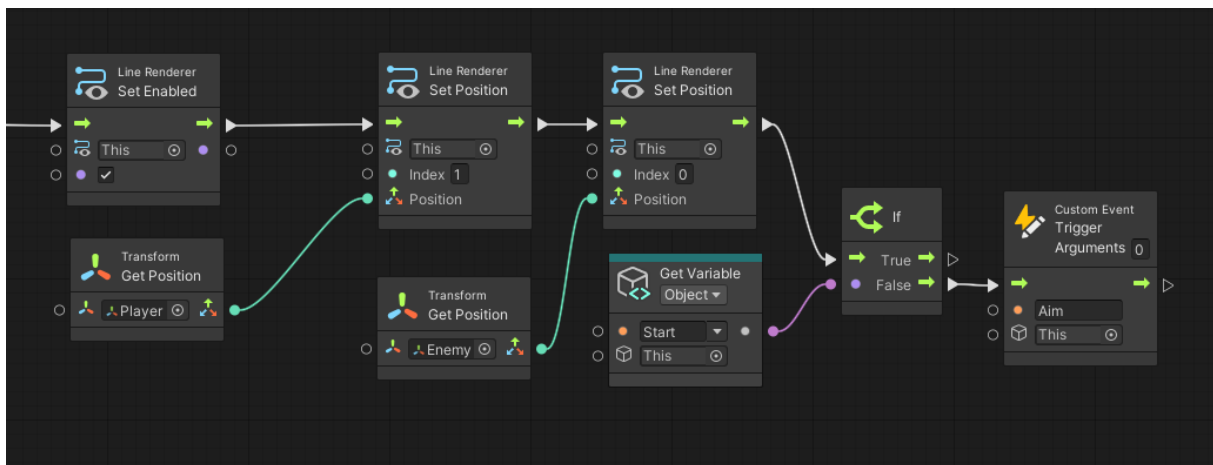 Line Renderer
Set Enabled
This
Transform
Get Position
Player
Line Renderer
Set Position
This
Index 1
Position
Transform
Get Position
Enemy
Line Renderer
Set Position
This
Index 0
Position
Get Variable
Object
Start
This
If
True
False
Custom Event
Trigger
Arguments 0
Aim
This